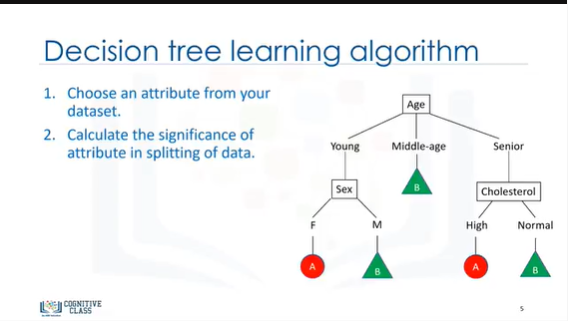 Decision tree learning algorithm
1. Choose an attribute from your
dataset.
2. Calculate the significance of
attribute in splitting of data.
Age
Young Middle-age Senior
Sex B Cholesterol
F M High Normal
A B A B
COGNITIVE
CLASS
5